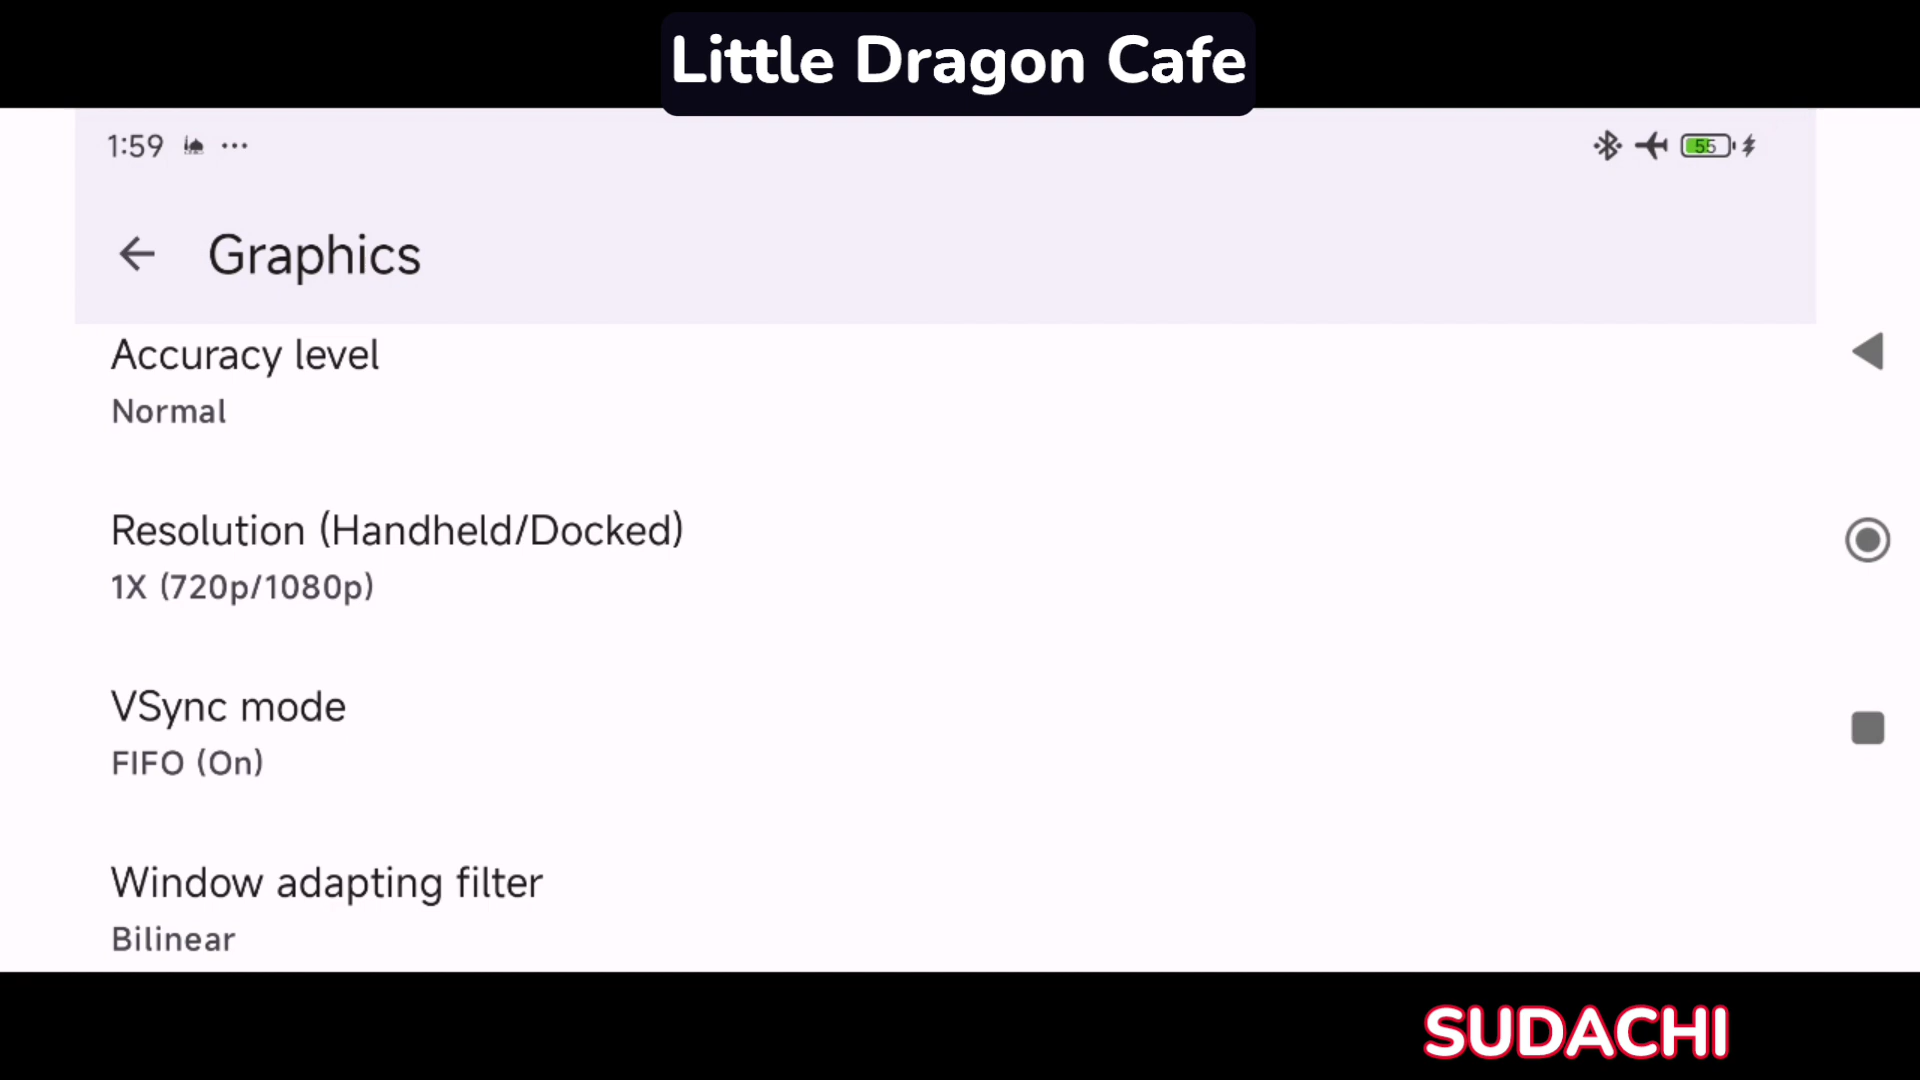 Little Dragon Cafe
1:59 ... 55
Graphics
Accuracy level
Normal
Resolution (Handheld/Docked)
1X (720p/1080p)
VSync mode
FIFO (On)
Window adapting filter
Bilinear
SUDACHI